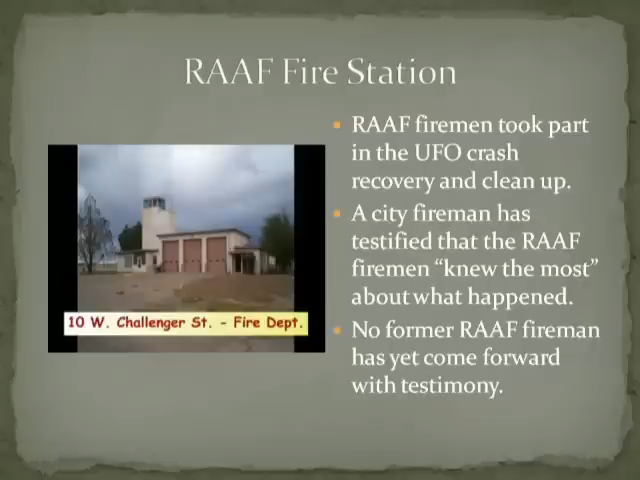 RAAF Fire Station
RAAF firemen took part
in the UFO crash
recovery and clean up.
A city fireman has
testified that the RAAF
firemen “knew the most”
about what happened.
No former RAAF fireman
has yet come forward
with testimony.
10 W. Challenger St. - Fire Dept.